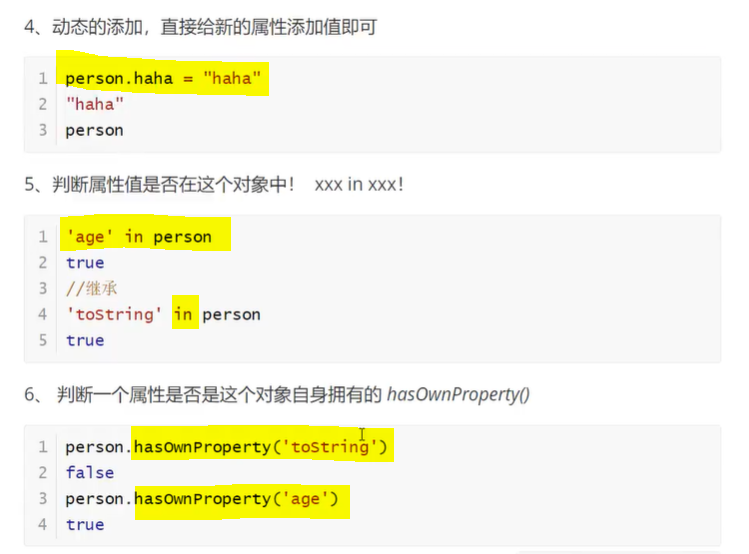 4、动态的添加，直接给新的属性添加值即可
1 person.haha = "haha"
2 "haha"
3 person
5、判断属性值是否在这个对象中！ xxx in xxx！
1 'age' in person
2 true
3 //继承
4 'toString' in person
5 true
6、 判断一个属性是否是这个对象自身拥有的 hasOwnProperty()
1 person.hasOwnProperty('toString')
2 false
3 person.hasOwnProperty('age')
4 true